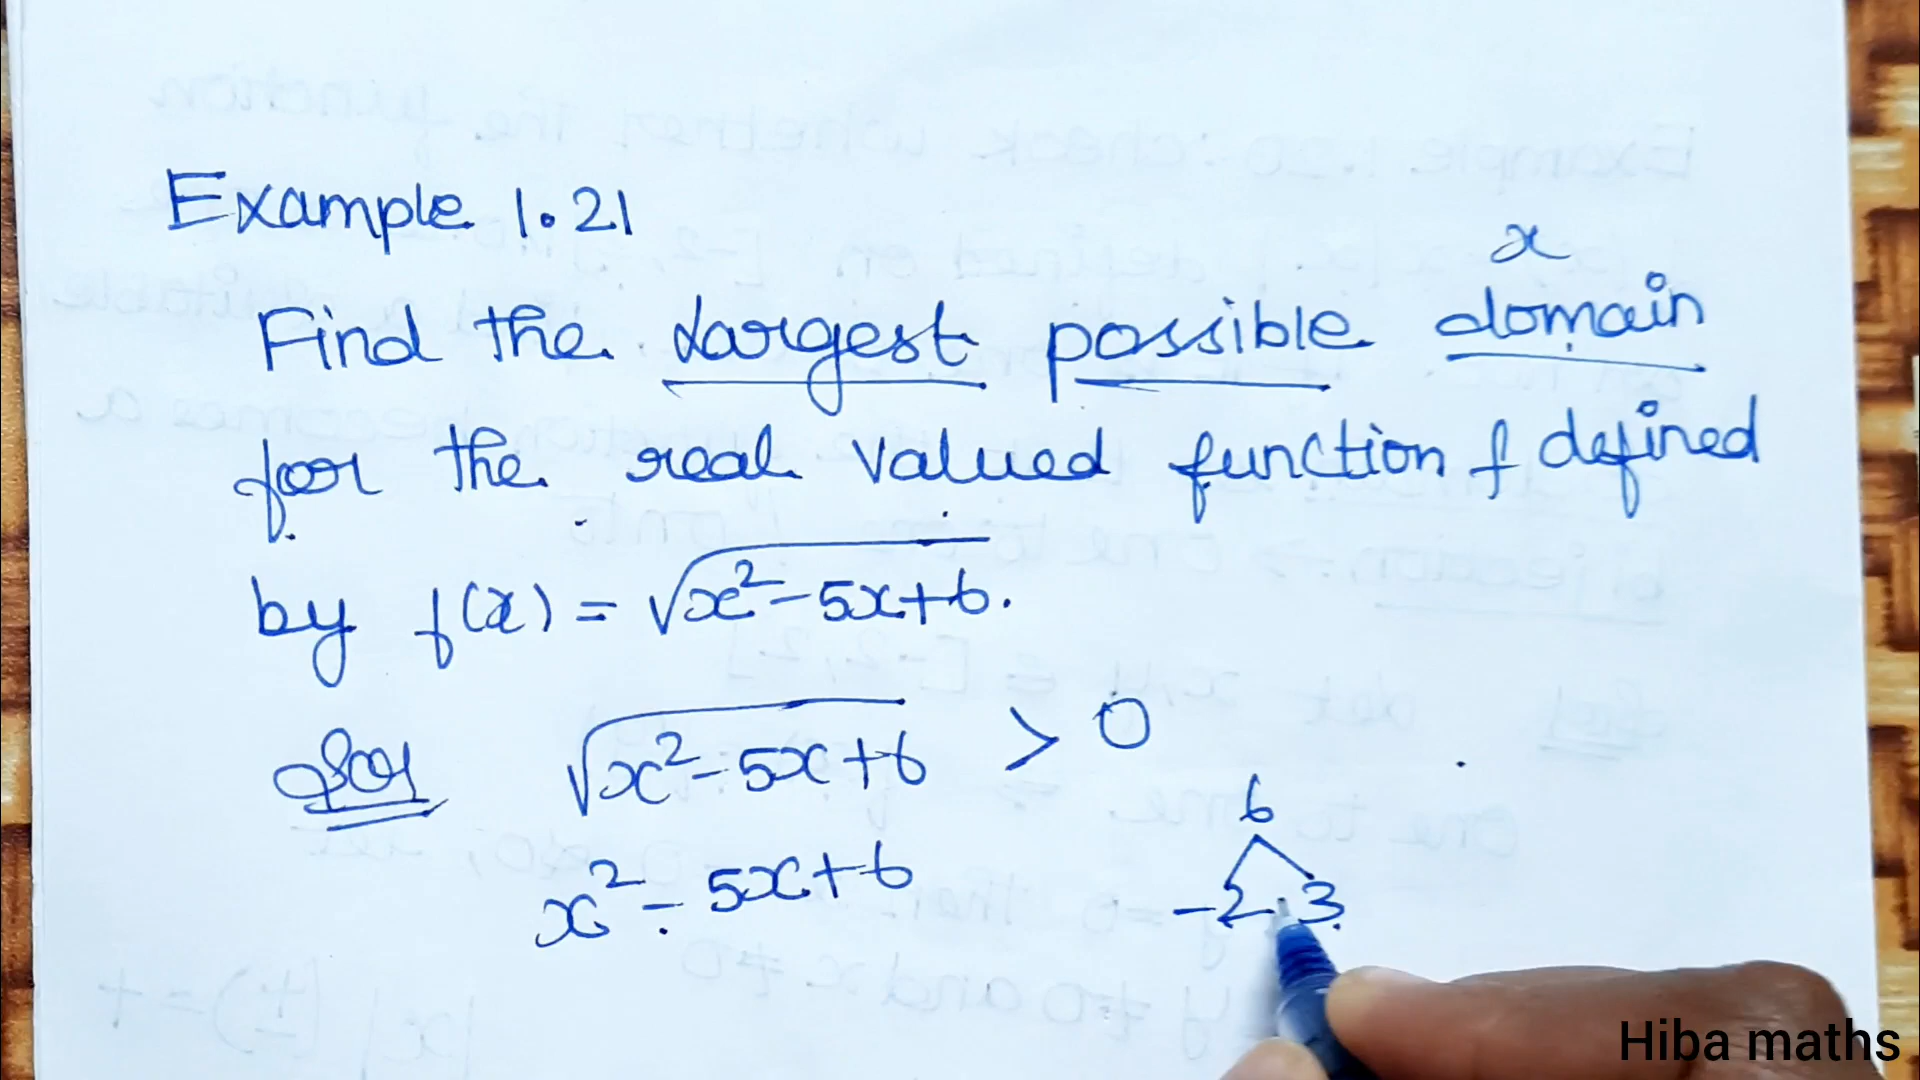 Example 1.21
x
Find the Largest possible domain
for the real valued function f defined
by f(x) = √x²-5x+6.
Sol √x²-5x+6 > 0
6
x² - 5x+6 -2 3
Hiba maths